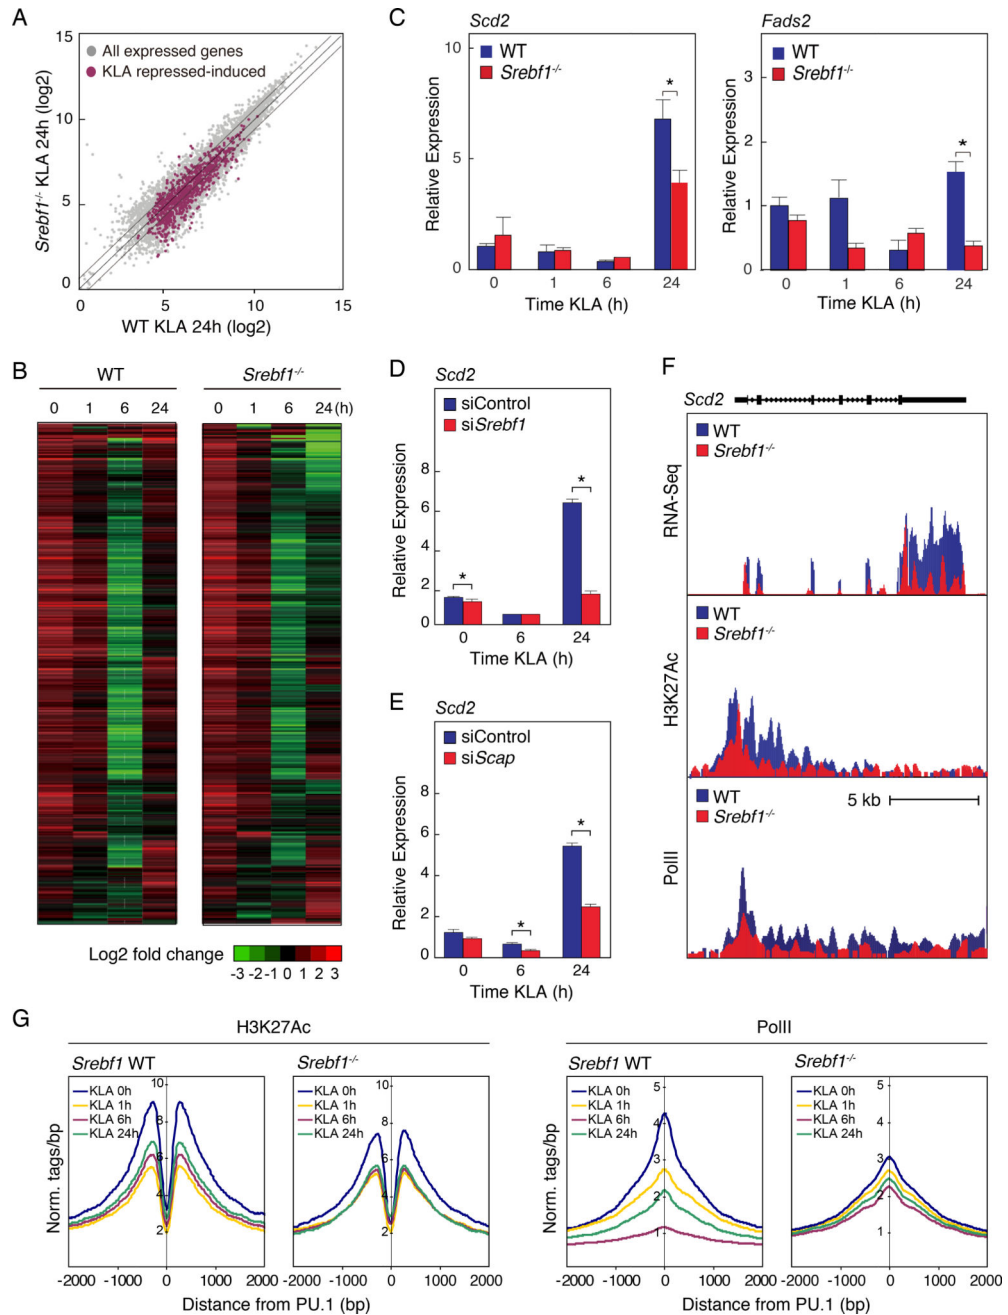 A
15
10
5
0
Srebf1-/- KLA 24h (log2)
All expressed genes
KLA repressed-induced
0 5 10 15
WT KLA 24h (log2)
C
Scd2
WT
Srebf1-/-
10
5
0
Relative Expression
*
0 1 6 24
Time KLA (h)
Fads2
WT
Srebf1-/-
3
2
1
0
Relative Expression
*
0 1 6 24
Time KLA (h)
B
WT
0 1 6 24
Srebf1-/-
0 1 6 24 (h)
Log2 fold change
-3 -2 -1 0 1 2 3
D
Scd2
siControl
siSrebf1
8
6
4
2
0
Relative Expression
* *
0 6 24
Time KLA (h)
E
Scd2
siControl
siScap
8
6
4
2
0
Relative Expression
* *
0 6 24
Time KLA (h)
F
Scd2
WT
Srebf1-/-
RNA-Seq
WT
Srebf1-/-
H3K27Ac
WT
Srebf1-/-
5 kb
PolII
G
H3K27Ac
Srebf1 WT
KLA 0h
KLA 1h
KLA 6h
KLA 24h
10
8
6
4
2
Norm. tags/bp
-2000 -1000 0 1000 2000
Srebf1-/-
KLA 0h
KLA 1h
KLA 6h
KLA 24h
10
8
6
4
2
-2000 -1000 0 1000 2000
Distance from PU.1 (bp)
PolII
Srebf1 WT
KLA 0h
KLA 1h
KLA 6h
KLA 24h
5
4
3
2
1
Norm. tags/bp
-2000 -1000 0 1000 2000
Srebf1-/-
KLA 0h
KLA 1h
KLA 6h
KLA 24h
5
4
3
2
1
-2000 -1000 0 1000 2000
Distance from PU.1 (bp)